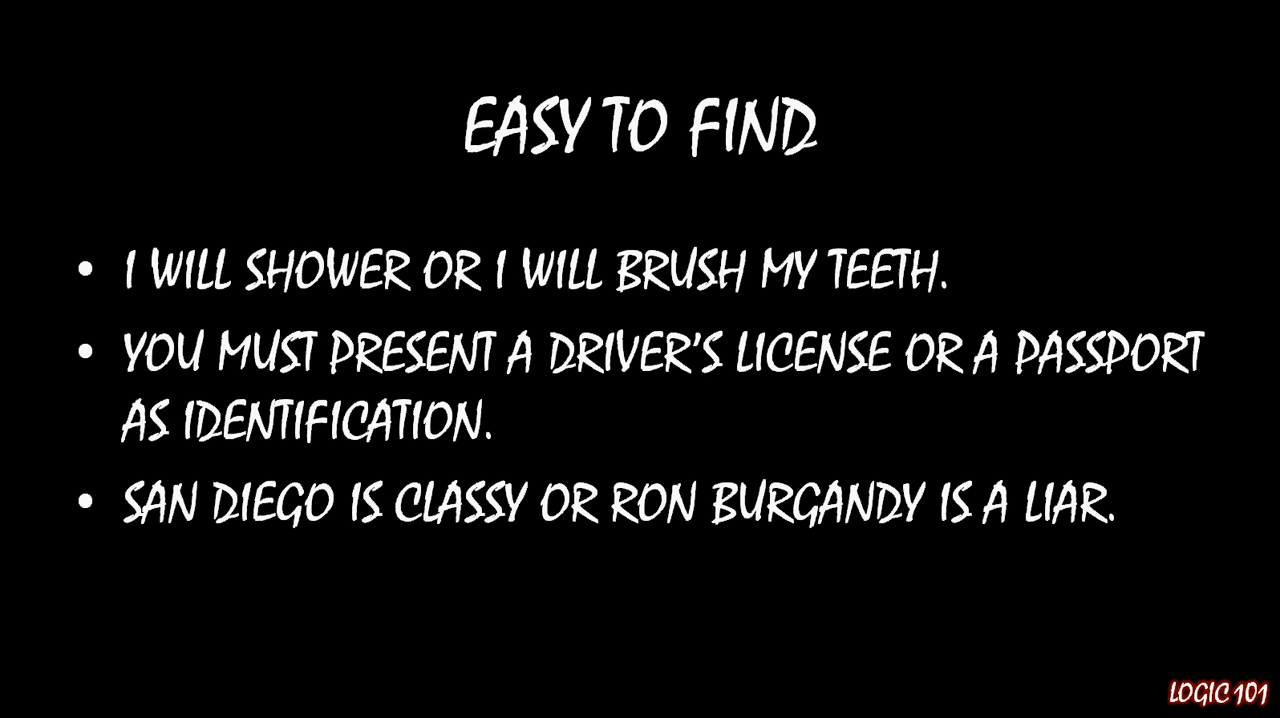 EASY TO FIND
• I WILL SHOWER OR I WILL BRUSH MY TEETH.
• YOU MUST PRESENT A DRIVER'S LICENSE OR A PASSPORT
AS IDENTIFICATION.
• SAN DIEGO IS CLASSY OR RON BURGANDY IS A LIAR.
LOGIC 101